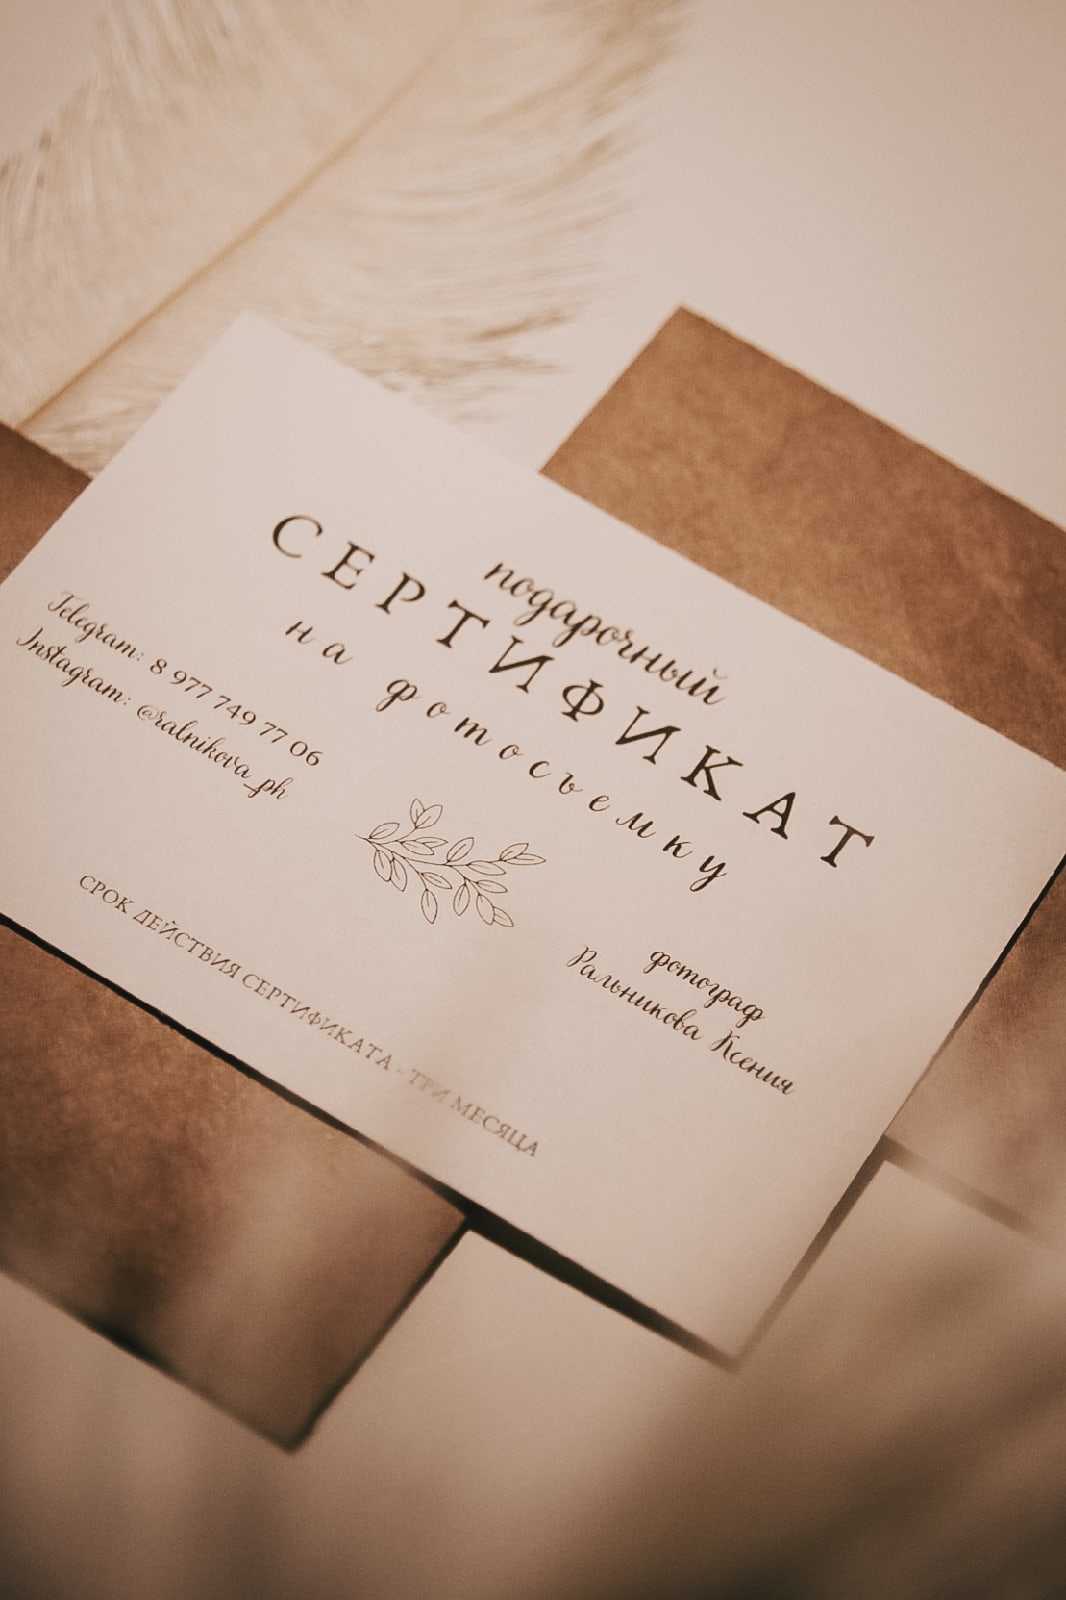 подарочный
СЕРТИФИКАТ
на фотосъемку
Telegram: 8 977 749 77 06
Instagram: @ralnikova_ph
фотограф
Ральникова Ксения
СРОК ДЕЙСТВИЯ СЕРТИФИКАТА - ТРИ МЕСЯЦА